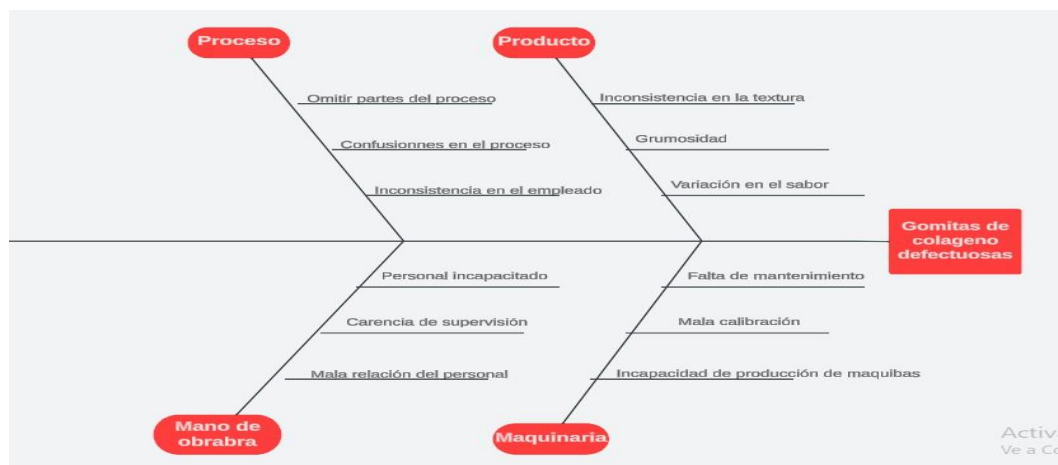 Proceso
Producto
Omitir partes del proceso
Inconsistencia en la textura
Confusionnes en el proceso
Grumosidad
Inconsistencia en el empleado
Variación en el sabor
Gomitas de
colageno
defectuosas
Personal incapacitado
Falta de mantenimiento
Carencia de supervisión
Mala calibración
Mala relación del personal
Incapacidad de producción de maquibas
Mano de
obrabra
Maquinaria
Activ
Ve a Co